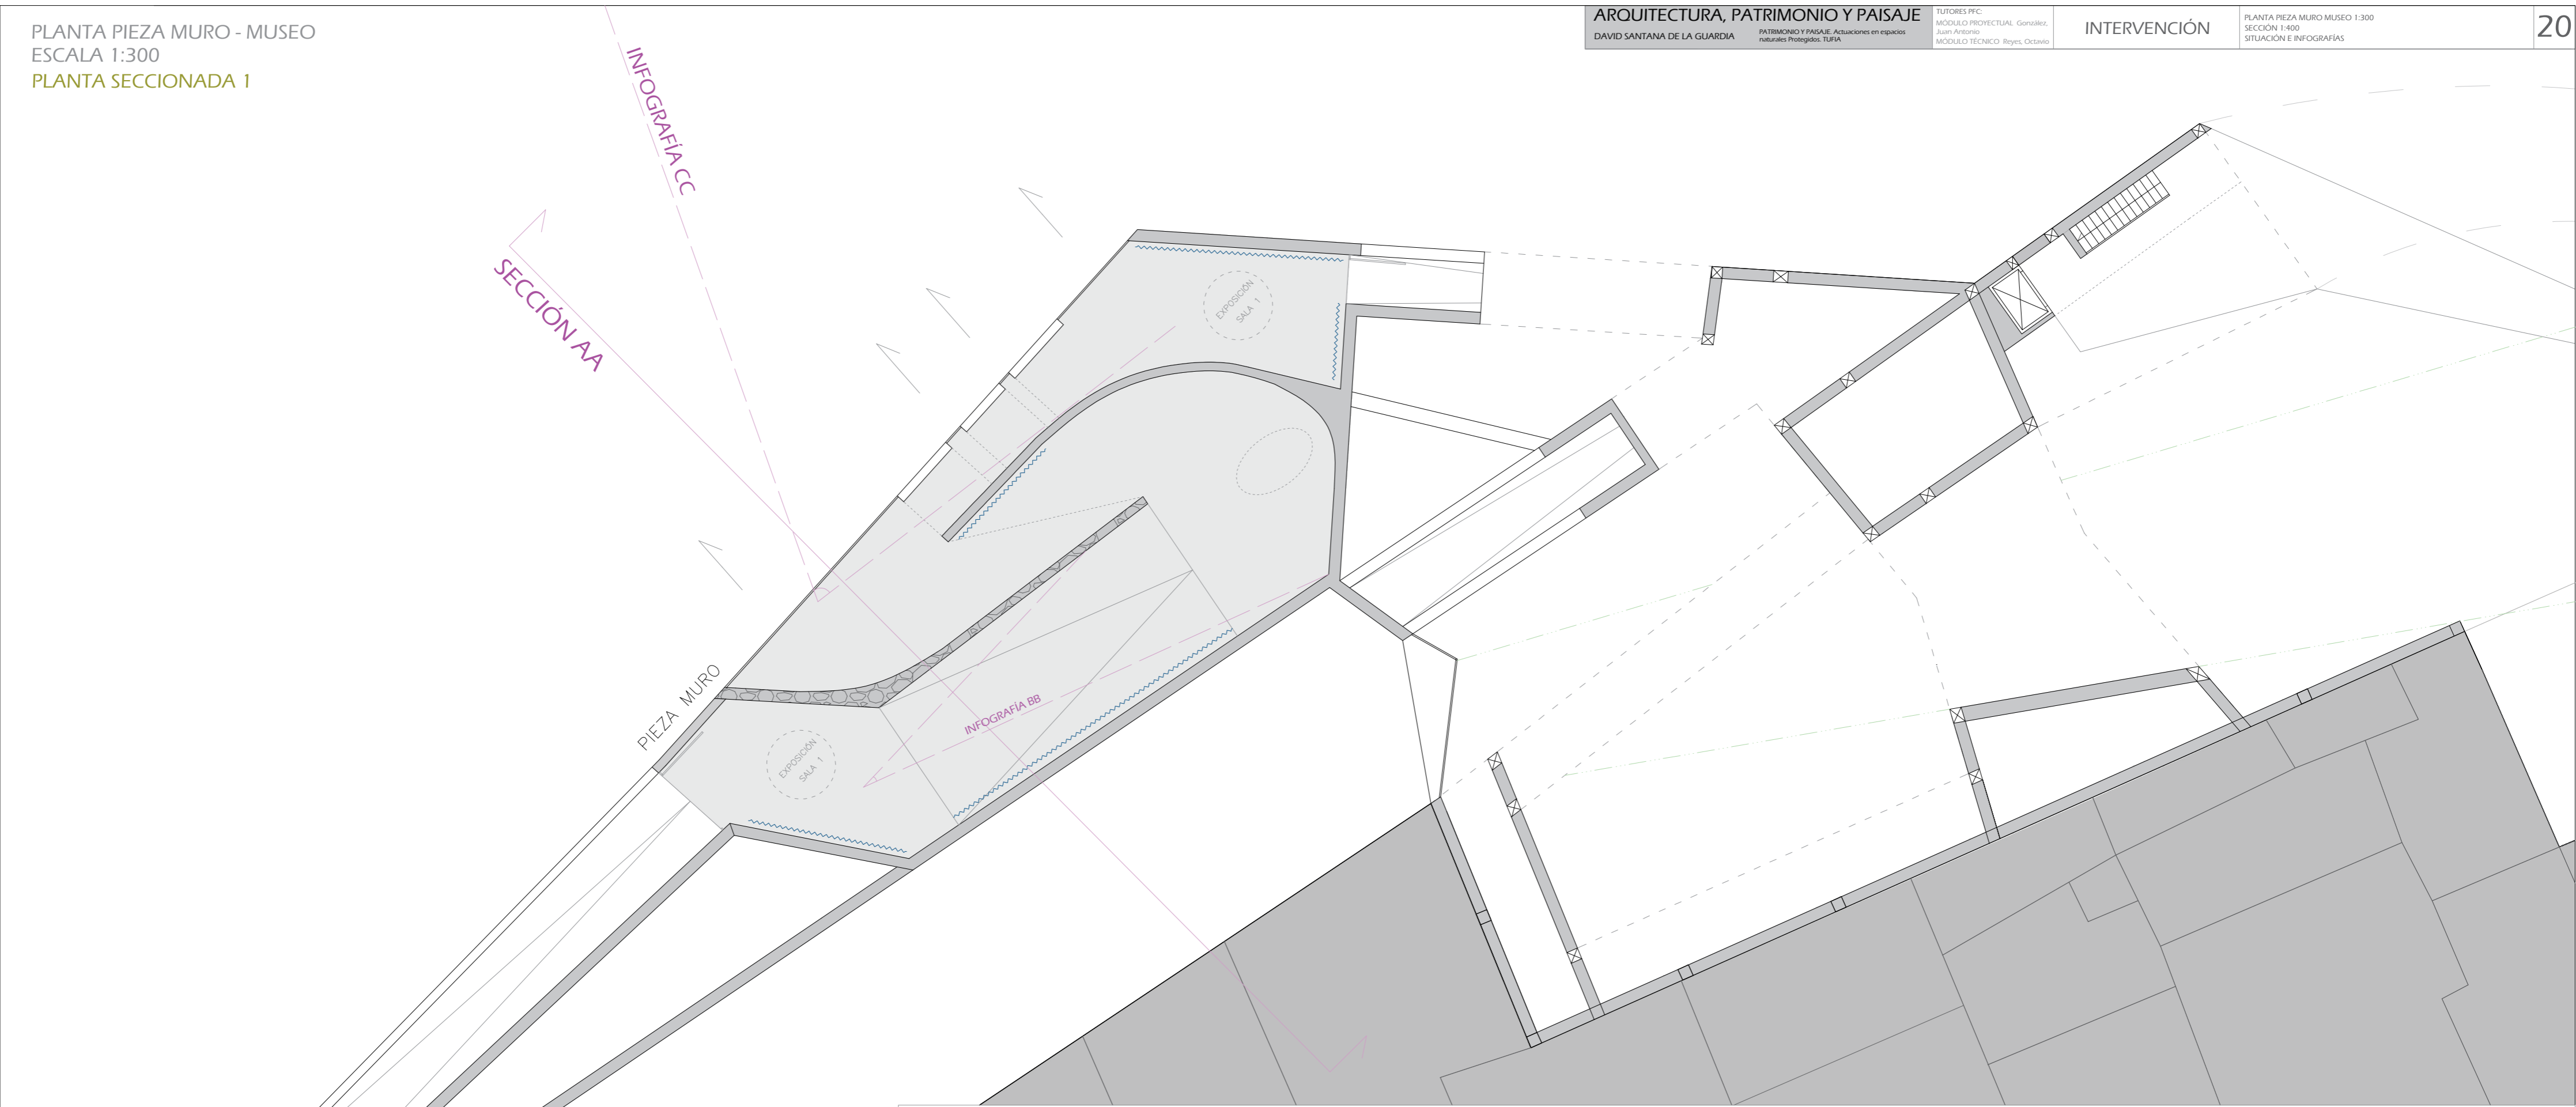 PLANTA PIEZA MURO - MUSEO
ESCALA 1:300
PLANTA SECCIONADA 1
ARQUITECTURA, PATRIMONIO Y PAISAJE
DAVID SANTANA DE LA GUARDIA
PATRIMONIO Y PAISAJE. Actuaciones en espacios
naturales Protegidos. TUFIA
TUTORES PFC:
MÓDULO PROYECTUAL González,
Juan Antonio
MÓDULO TÉCNICO Reyes, Octavio
INTERVENCIÓN
PLANTA PIEZA MURO MUSEO 1:300
SECCIÓN 1:400
SITUACIÓN E INFOGRAFÍAS
20
INFOGRAFÍA CC
SECCIÓN AA
EXPOSICIÓN
SALA 1
PIEZA MURO
INFOGRAFÍA BB
EXPOSICIÓN
SALA 1